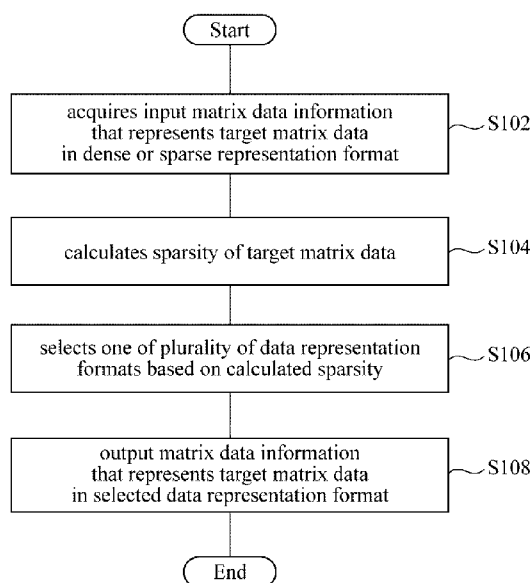 Start
acquires input matrix data information
that represents target matrix data
in dense or sparse representation format
S102
calculates sparsity of target matrix data
S104
selects one of plurality of data representation
formats based on calculated sparsity
S106
output matrix data information
that represents target matrix data
in selected data representation format
S108
End